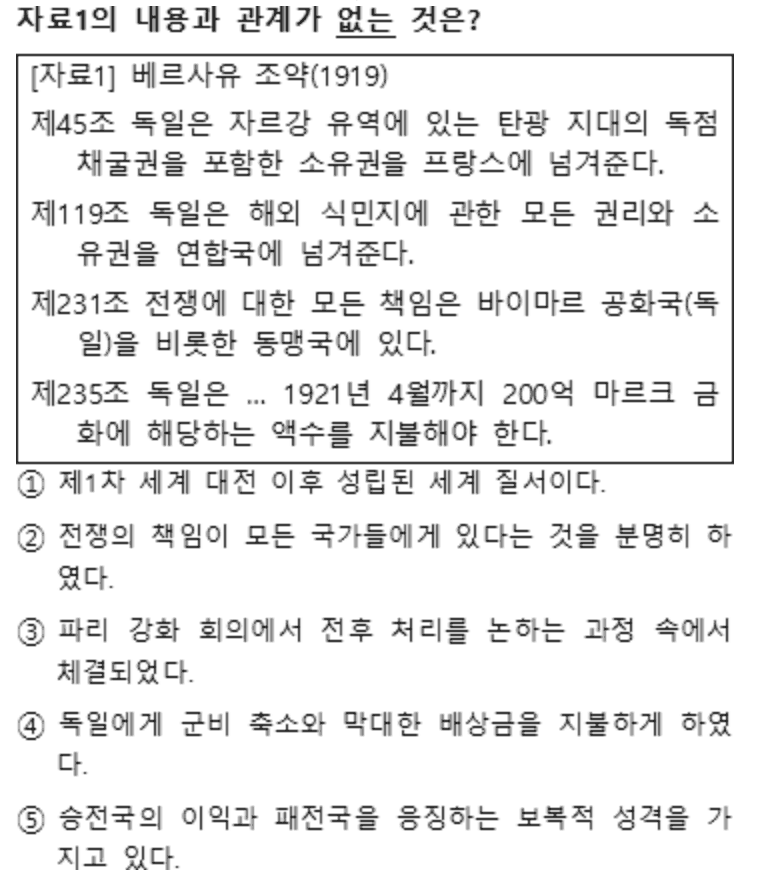 자료1의 내용과 관계가 없는 것은?
[자료1] 베르사유 조약(1919)
제45조 독일은 자르강 유역에 있는 탄광 지대의 독점
채굴권을 포함한 소유권을 프랑스에 넘겨준다.
제119조 독일은 해외 식민지에 관한 모든 권리와 소
유권을 연합국에 넘겨준다.
제231조 전쟁에 대한 모든 책임은 바이마르 공화국(독
일)을 비롯한 동맹국에 있다.
제235조 독일은 ... 1921년 4월까지 200억 마르크 금
화에 해당하는 액수를 지불해야 한다.
① 제1차 세계 대전 이후 성립된 세계 질서이다.
② 전쟁의 책임이 모든 국가들에게 있다는 것을 분명히 하
였다.
③ 파리 강화 회의에서 전후 처리를 논하는 과정 속에서
체결되었다.
④ 독일에게 군비 축소와 막대한 배상금을 지불하게 하였
다.
⑤ 승전국의 이익과 패전국을 응징하는 보복적 성격을 가
지고 있다.